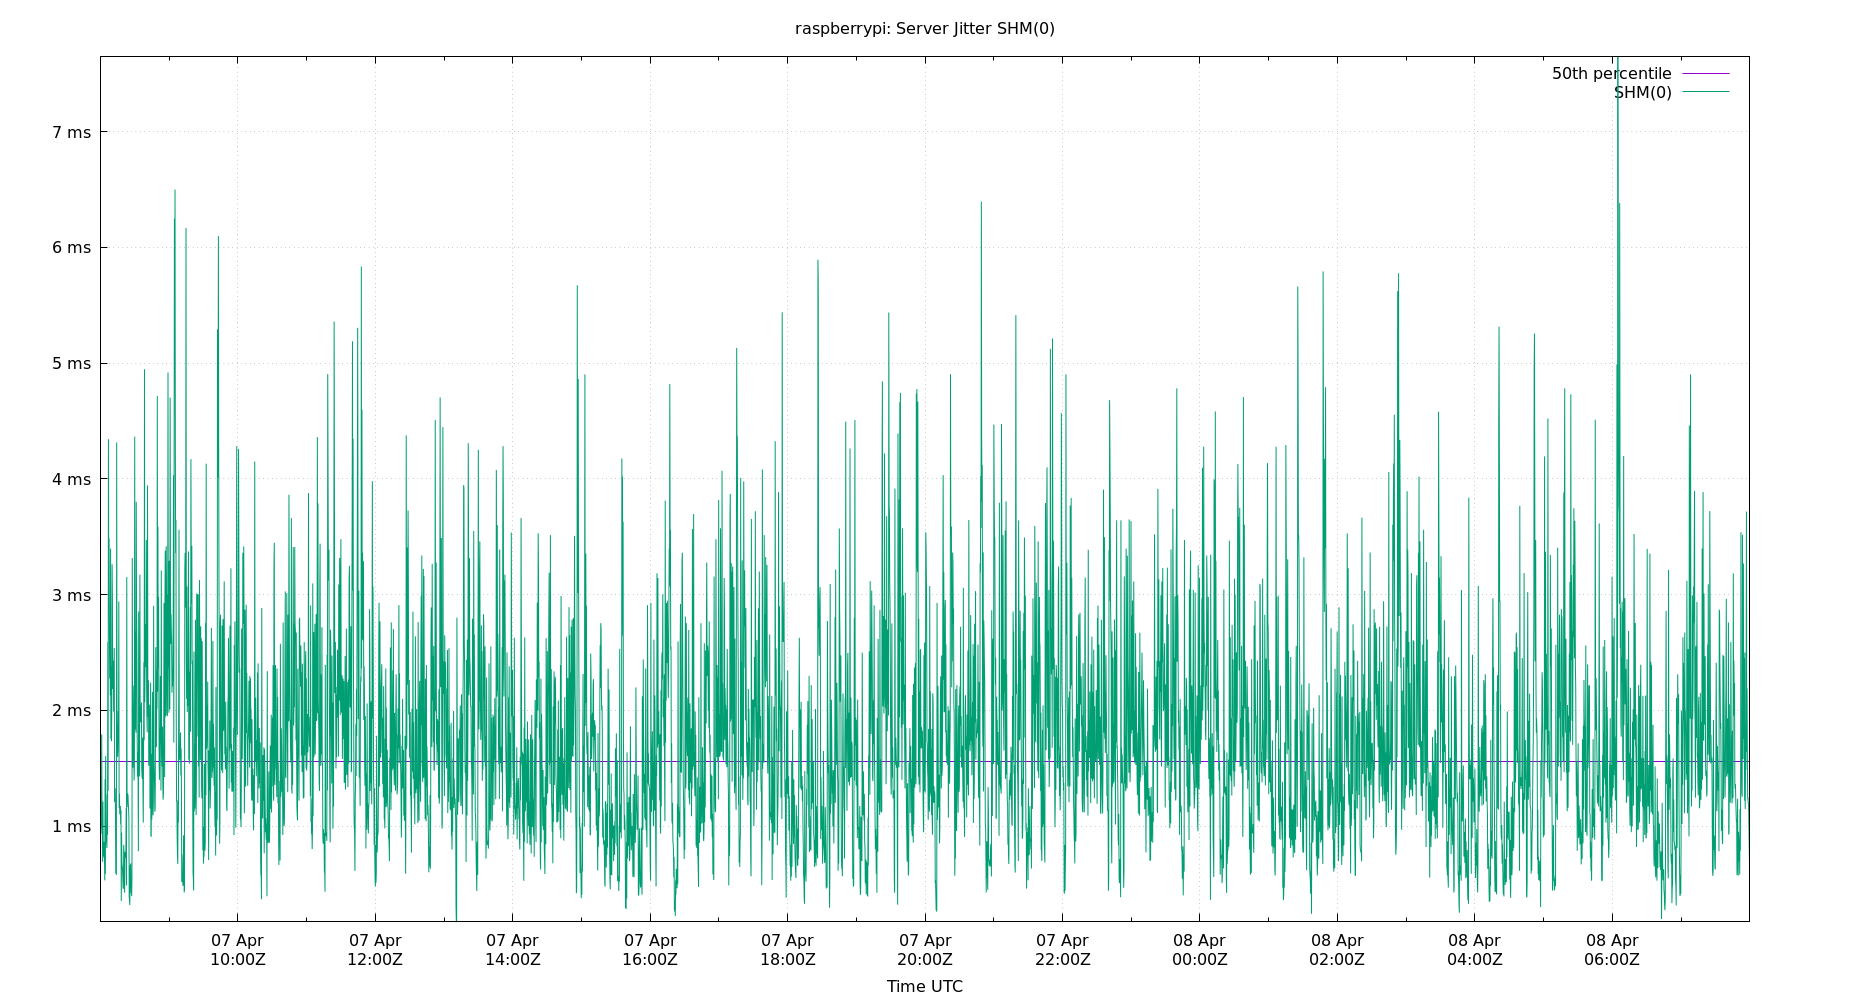 raspberrypi: Server Jitter SHM(0)
50th percentile
SHM(0)
7 ms
6 ms
5 ms
4 ms
3 ms
2 ms
1 ms
07 Apr 07 Apr 07 Apr 07 Apr 07 Apr 07 Apr 07 Apr 08 Apr 08 Apr 08 Apr 08 Apr
10:00Z 12:00Z 14:00Z 16:00Z 18:00Z 20:00Z 22:00Z 00:00Z 02:00Z 04:00Z 06:00Z
Time UTC